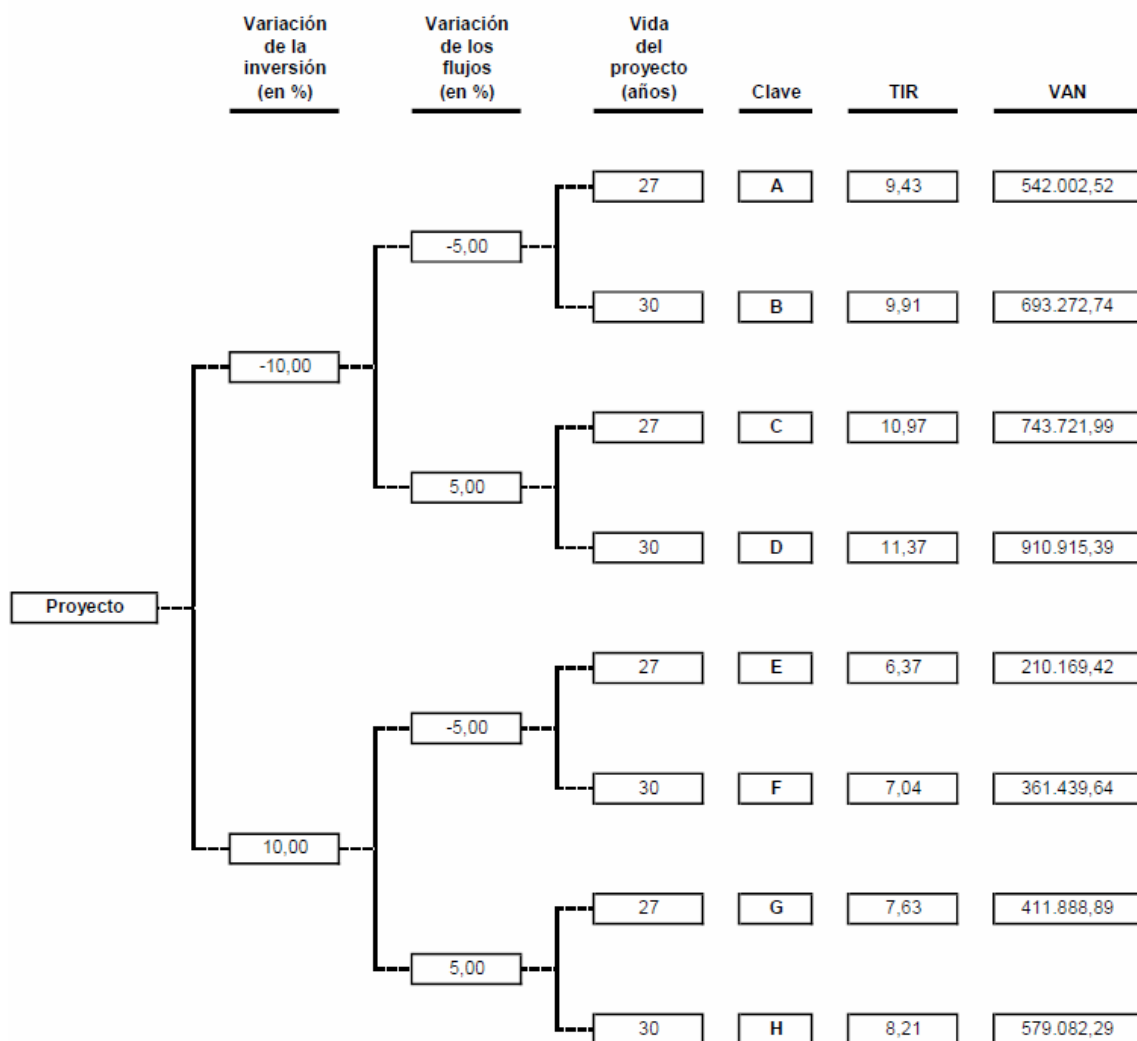 Variación de la inversión (en %)
Variación de los flujos (en %)
Vida del proyecto (años)
Clave
TIR
VAN
27 A 9,43 542.002,52
-5,00
30 B 9,91 693.272,74
-10,00
27 C 10,97 743.721,99
5,00
30 D 11,37 910.915,39
Proyecto
27 E 6,37 210.169,42
-5,00
30 F 7,04 361.439,64
10,00
27 G 7,63 411.888,89
5,00
30 H 8,21 579.082,29